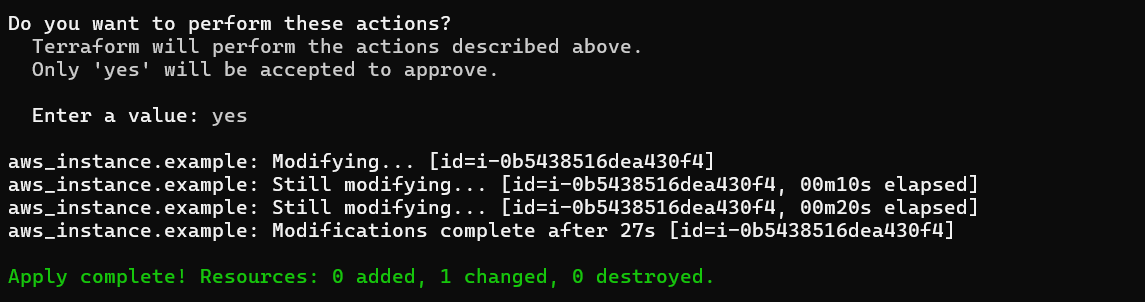 Do you want to perform these actions?
Terraform will perform the actions described above.
Only 'yes' will be accepted to approve.
Enter a value: yes
aws_instance.example: Modifying... [id=i-0b5438516dea430f4]
aws_instance.example: Still modifying... [id=i-0b5438516dea430f4, 00m10s elapsed]
aws_instance.example: Still modifying... [id=i-0b5438516dea430f4, 00m20s elapsed]
aws_instance.example: Modifications complete after 27s [id=i-0b5438516dea430f4]
Apply complete! Resources: 0 added, 1 changed, 0 destroyed.